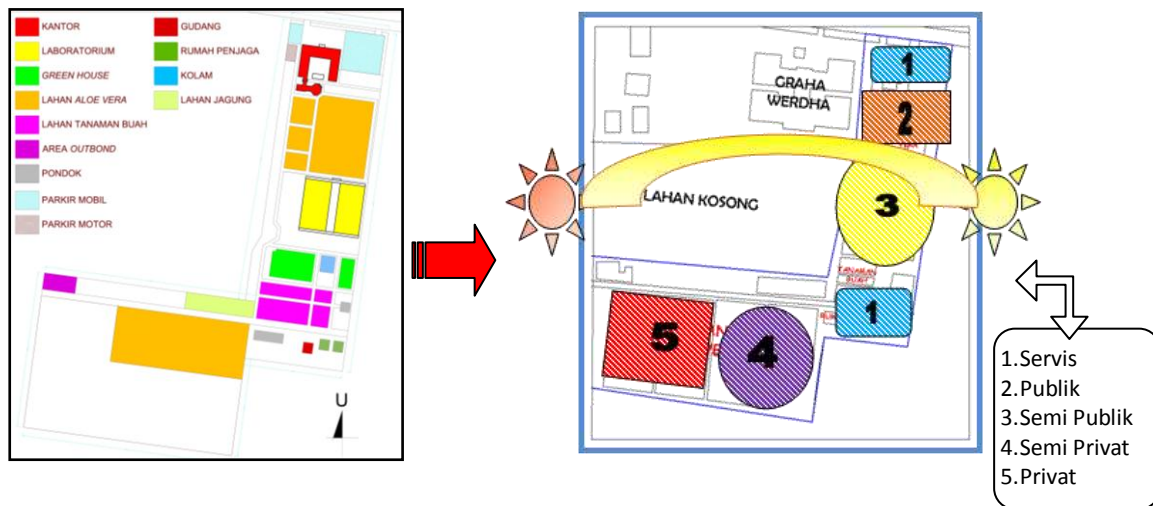 KANTOR
LABORATORIUM
GREEN HOUSE
LAHAN ALOE VERA
LAHAN TANAMAN BUAH
AREA OUTBOND
PONDOK
PARKIR MOBIL
PARKIR MOTOR
GUDANG
RUMAH PENJAGA
KOLAM
LAHAN JAGUNG
U
GRAHA
WERDHA
LAHAN KOSONG
1
2
3
TANAMAN
BUAH
1
5
4
1.Servis
2.Publik
3.Semi Publik
4.Semi Privat
5.Privat